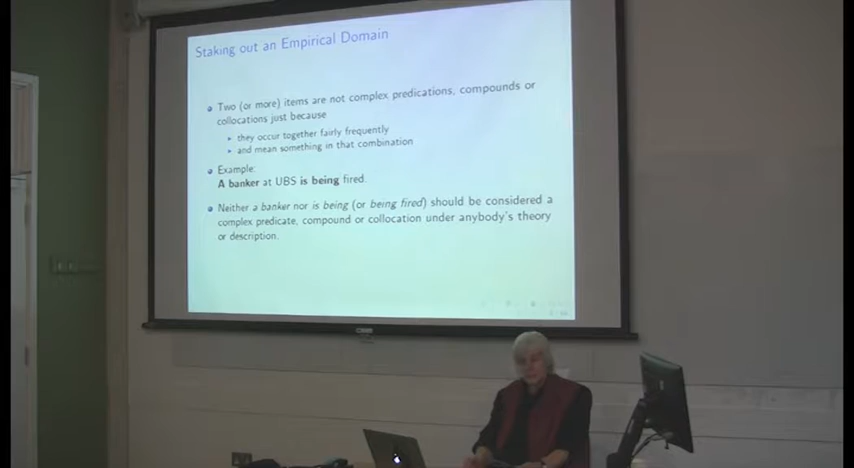 Staking out an Empirical Domain
Two (or more) items are not complex predications, compounds or
collocations just because
they occur together fairly frequently
and mean something in that combination
Example:
A banker at UBS is being fired.
Neither a banker nor is being (or being fired) should be considered a
complex predicate, compound or collocation under anybody's theory
or description.